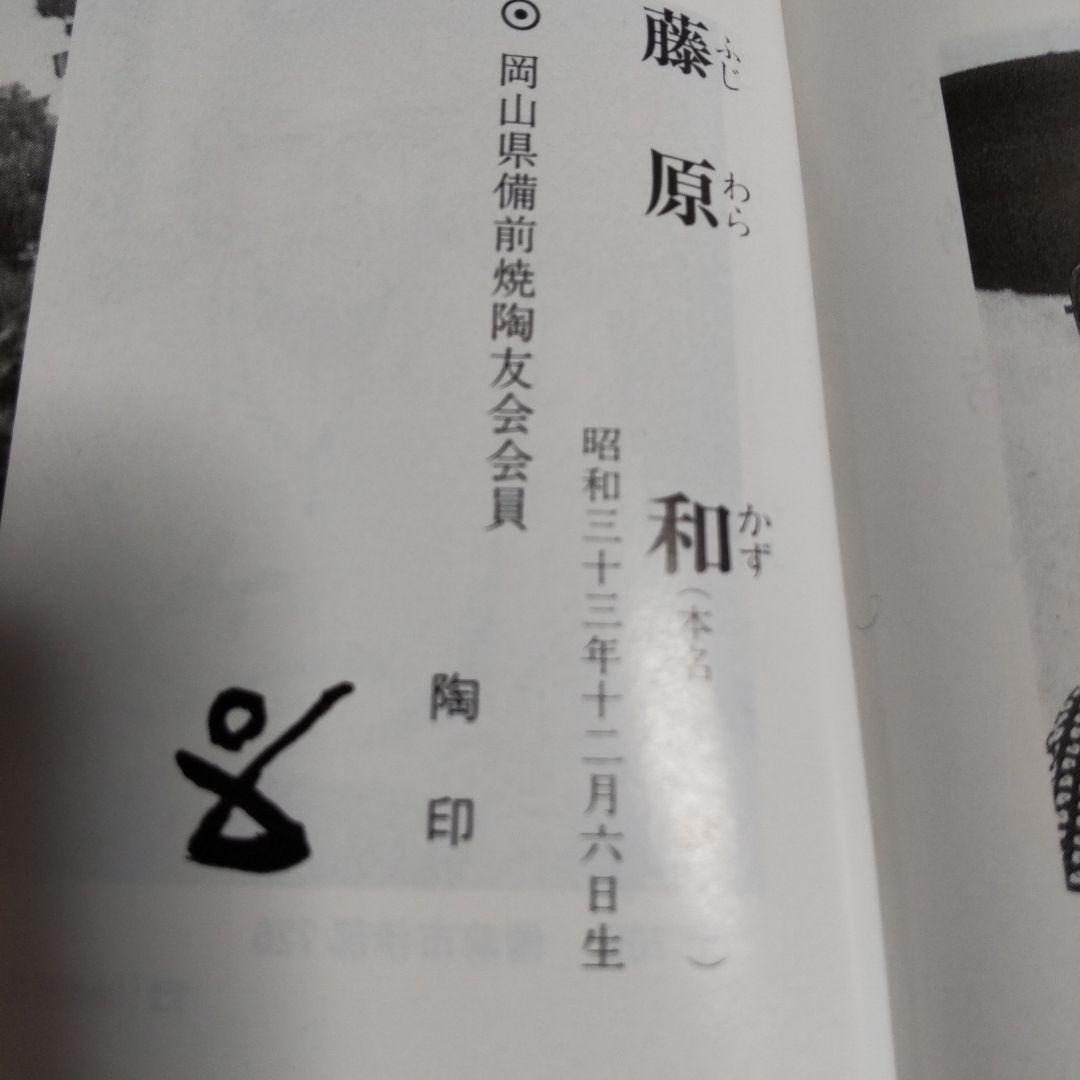 藤原 和(本名 )
ふじ わら かず
昭和三十三年十二月六日生
⊙ 岡山県備前焼陶友会会員
陶印